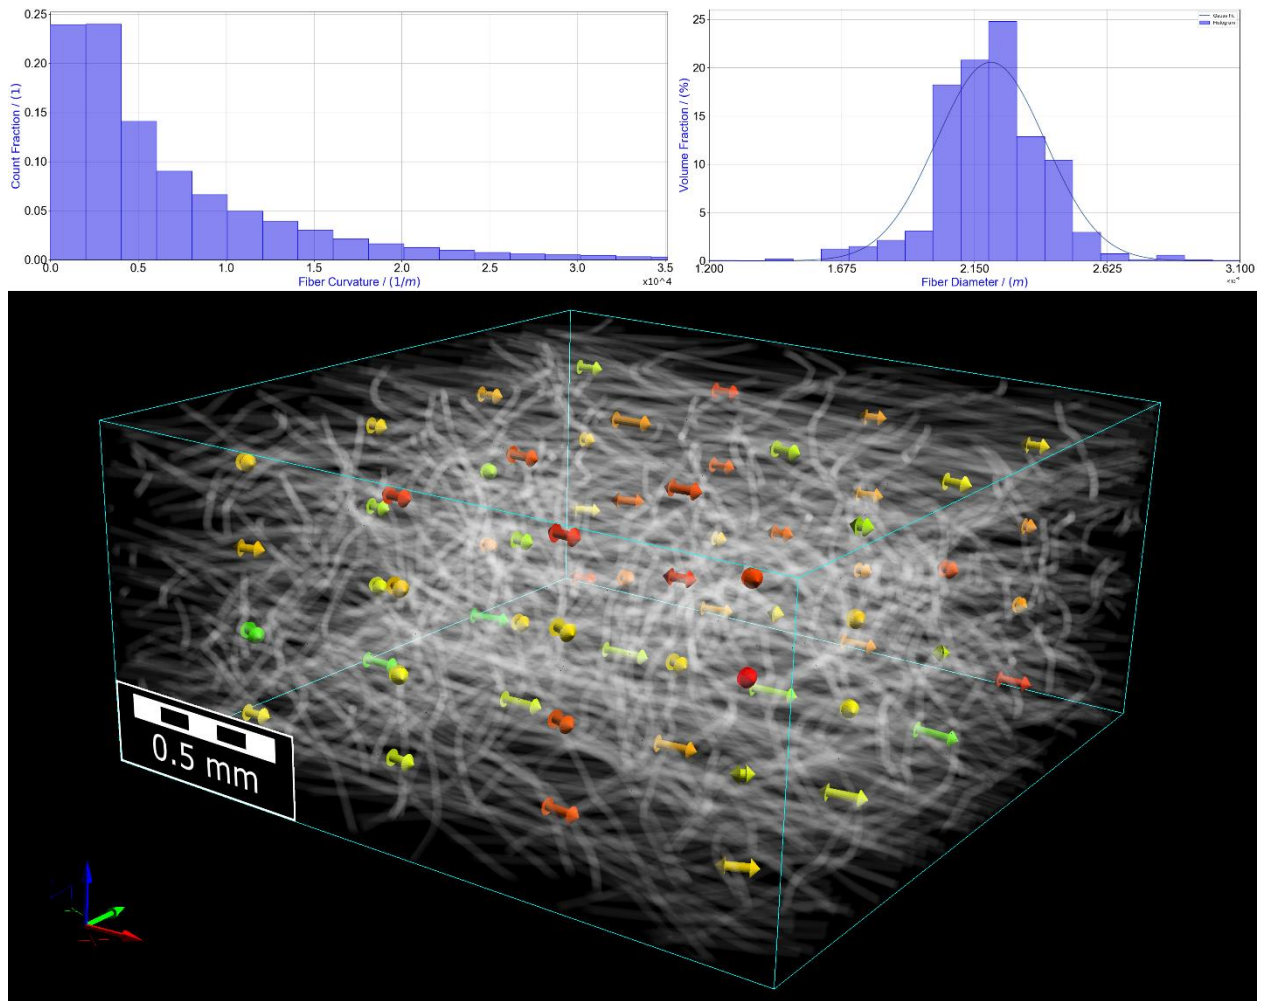 0.25
0.20
0.15
0.10
0.05
0.00
Count Fraction / (1)
0.0 0.5 1.0 1.5 2.0 2.5 3.0 3.5
Fiber Curvature / (1/m)
x10^4
25
20
15
10
5
0
Volume Fraction / (%)
Gauss Fit
Histogram
1.200 1.675 2.150 2.625 3.100
Fiber Diameter / (m)
0.5 mm